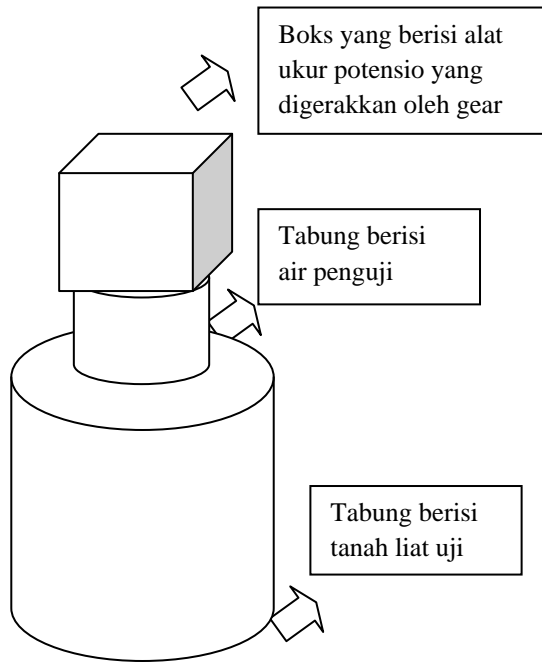 Boks yang berisi alat
ukur potensio yang
digerakkan oleh gear
Tabung berisi
air penguji
Tabung berisi
tanah liat uji